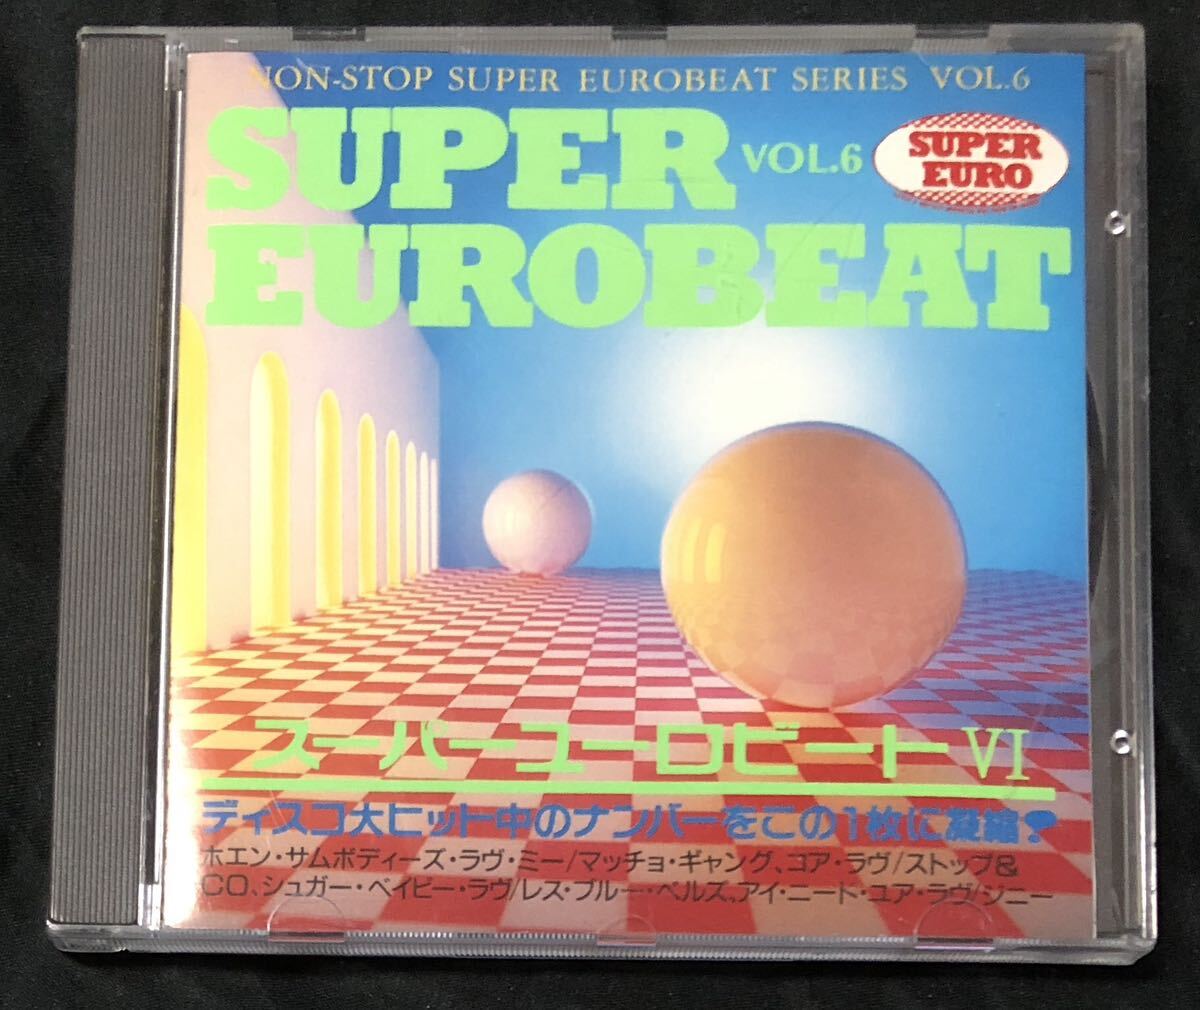 NON-STOP SUPER EUROBEAT SERIES VOL.6
SUPER VOL.6
SUPER
EURO
EUROBEAT
スーパーユーロビート VI
ディスコ大ヒット中のナンバーをこの1枚に凝縮?
ホエン・サムボディーズ・ラヴ・ミー/マッチョ・ギャング、コア・ラヴ/ストップ&
CO、シュガー・ベイビー・ラヴ/レス・ブルー・ベルズ、アイ・ニード・ユア・ラヴ/ジニー